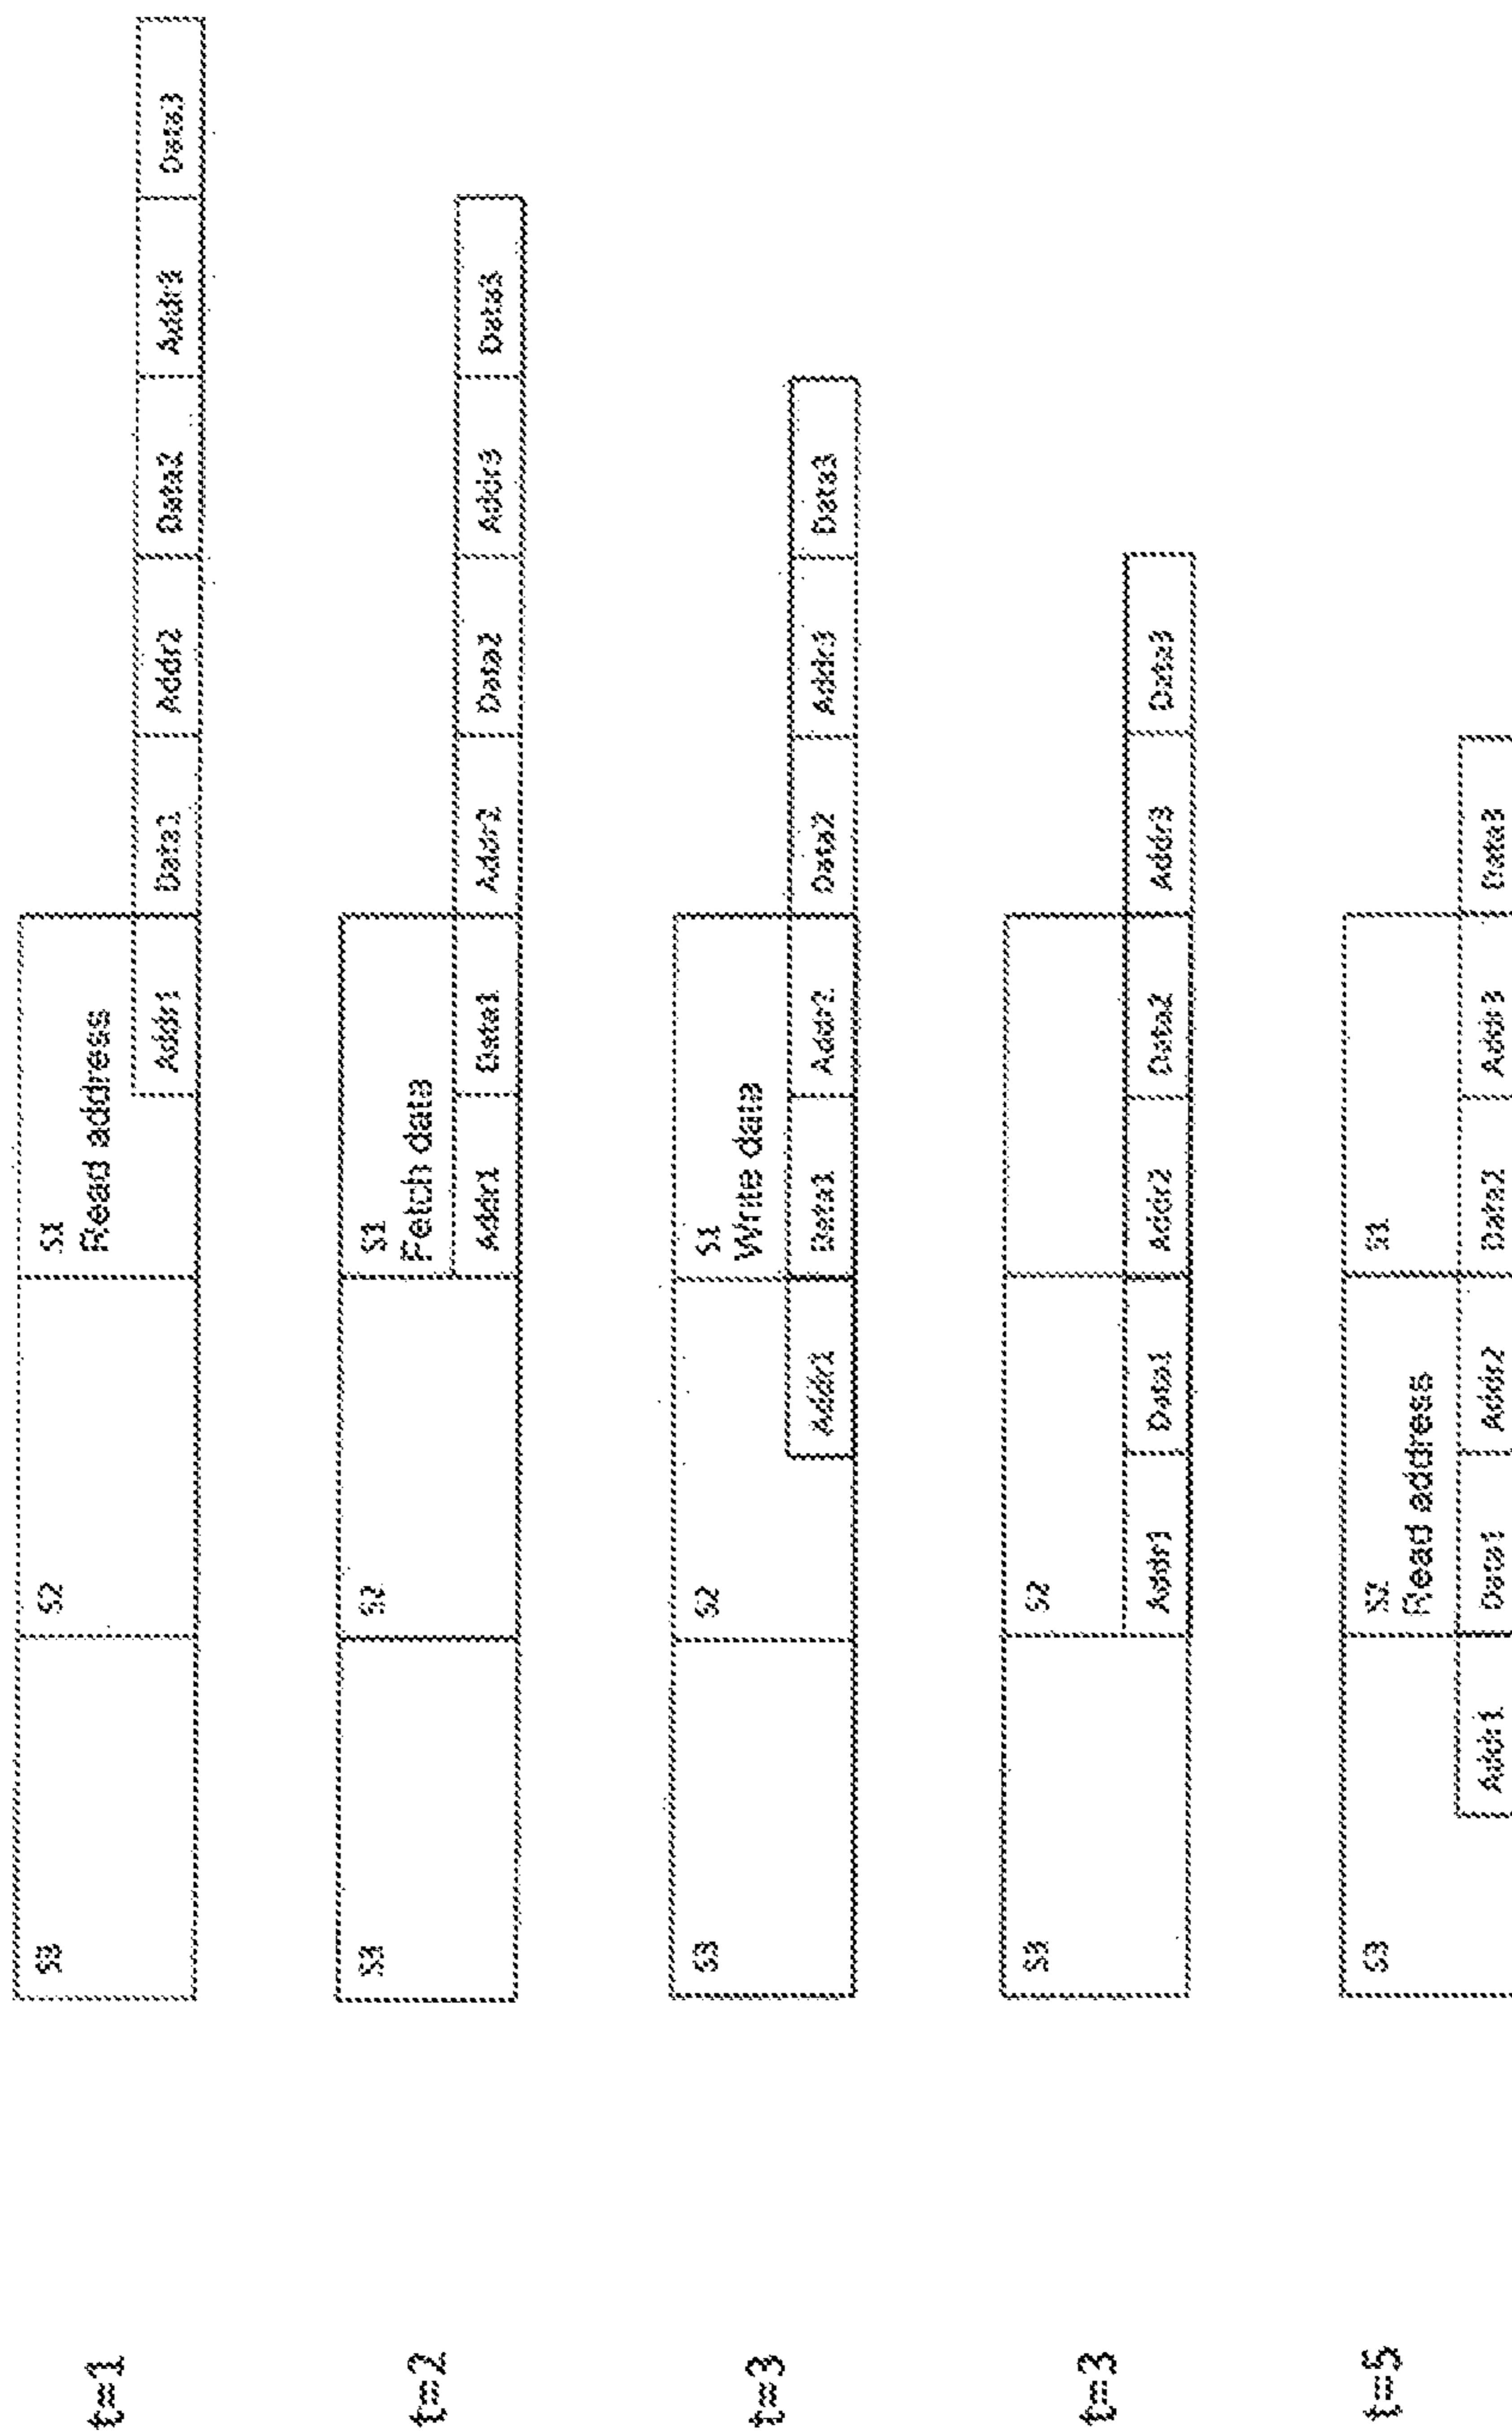 S3 S2 S1
t=1 Read address
Addr1 Data1 Addr2 Data2 Addr3 Data3
S3 S2 S1
t=2 Fetch data
Addr1 Data1 Addr2 Data2 Addr3 Data3
S3 S2 S1
t=3 Write data
Addr1 Data1 Addr2 Data2 Addr3 Data3
S3 S2
t=3
Addr1 Data1 Addr2 Data2 Addr3 Data3
S3 S2 S1
t=5 Read address
Addr1 Data1 Addr2 Data2 Addr3 Data3